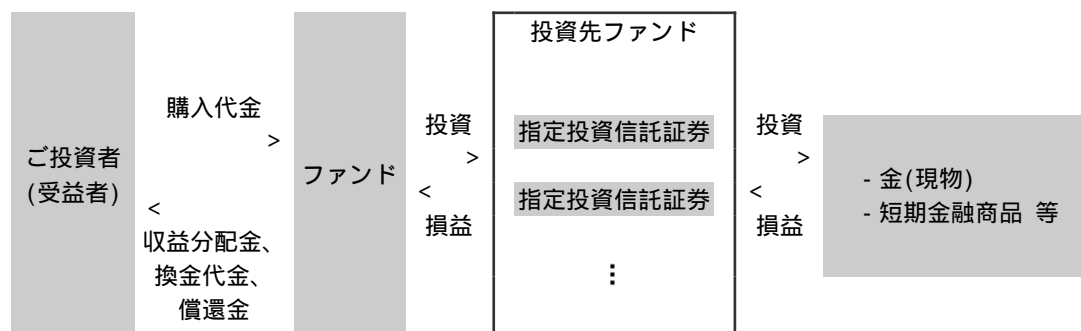 ご投資者
(受益者)
購入代金
>
<
収益分配金、
換金代金、
償還金
ファンド
投資
>
<
損益
投資先ファンド
指定投資信託証券
指定投資信託証券
⋮
投資
>
<
損益
- 金(現物)
- 短期金融商品 等